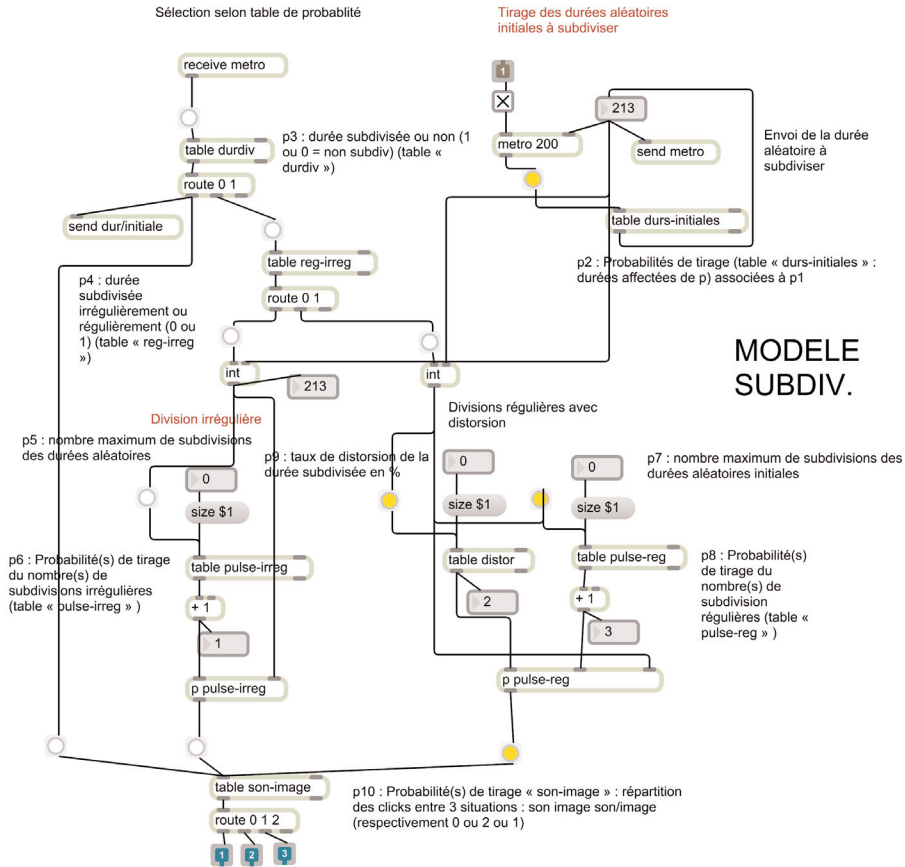 Sélection selon table de probablité
Tirage des durées aléatoires
initiales à subdiviser
receive metro
1
213
p3 : durée subdivisée ou non (1
ou 0 = non subdiv) (table «
durdiv »)
table durdiv
metro 200
send metro
Envoi de la durée
aléatoire à
subdiviser
route 0 1
send dur/initiale
table durs-initiales
table reg-irreg
p2 : Probabilités de tirage (table « durs-initiales » :
durées affectées de p) associées à p1
p4 : durée
subdivisée
irrégulièrement ou
régulièrement (0 ou
1) (table « reg-irreg
»)
route 0 1
MODELE
SUBDIV.
int
int
213
Division irrégulière
Divisions régulières avec
distorsion
p5 : nombre maximum de subdivisions
des durées aléatoires
p9 : taux de distorsion de la
durée subdivisée en %
p7 : nombre maximum de subdivisions des
durées aléatoires initiales
0
0
0
size $1
size $1
size $1
p6 : Probabilité(s) de tirage
du nombre(s) de
subdivisions irrégulières
(table « pulse-irreg » )
table pulse-irreg
table distor
table pulse-reg
p8 : Probabilité(s)
de tirage du
nombre(s) de
subdivision
régulières (table «
pulse-reg » )
+ 1
2
+ 1
1
3
p pulse-irreg
p pulse-reg
table son-image
p10 : Probabilité(s) de tirage « son-image » : répartition
des clicks entre 3 situations : son image son/image
(respectivement 0 ou 2 ou 1)
route 0 1 2
1 2 3